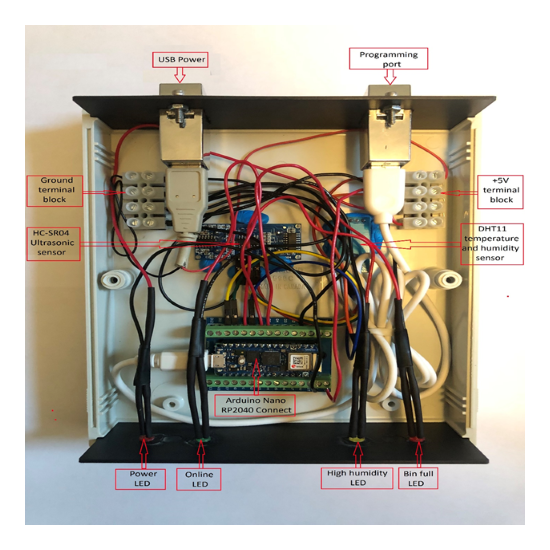 USB Power
Programming
port
Ground
terminal
block
+5V
terminal
block
HC-SR04
Ultrasonic
sensor
DHT11
temperature
and humidity
sensor
Arduino Nano
RP2040 Connect
Power
LED
Online
LED
High humidity
LED
Bin full
LED